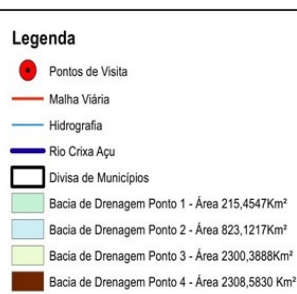 Legenda
Pontos de Visita
Malha Viária
Hidrografia
Rio Crixa Açu
Divisa de Municípios
Bacia de Drenagem Ponto 1 - Área 215,4547Km²
Bacia de Drenagem Ponto 2 - Área 823,1217Km²
Bacia de Drenagem Ponto 3 - Área 2300,3888Km²
Bacia de Drenagem Ponto 4 - Área 2308,5830 Km²